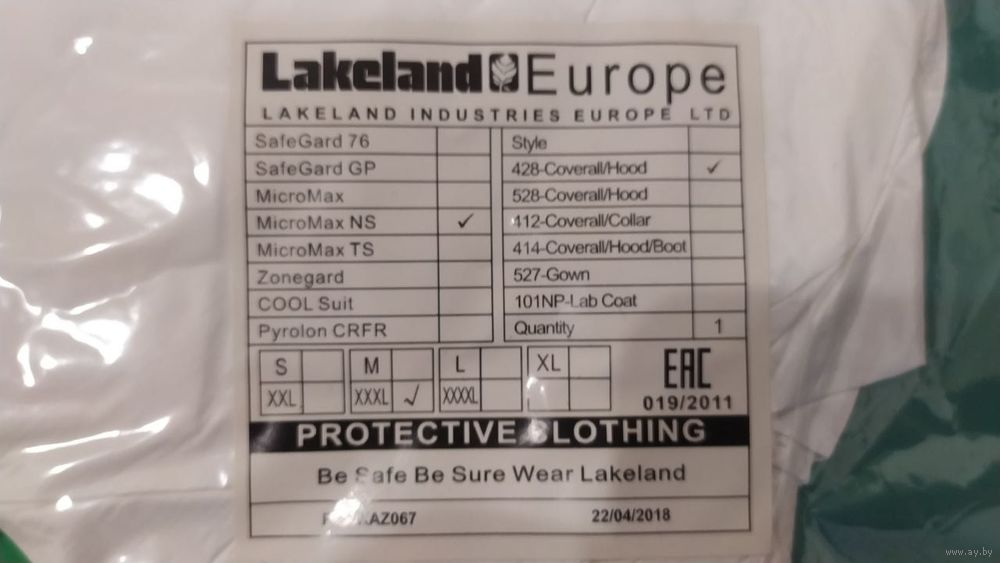 Lakeland Europe
LAKELAND INDUSTRIES EUROPE LTD
SafeGard 76
SafeGard GP
MicroMax
MicroMax NS ✓
MicroMax TS
Zonegard
COOL Suit
Pyrolon CRFR
Style
428-Coverall/Hood ✓
528-Coverall/Hood
412-Coverall/Collar
414-Coverall/Hood/Boot
527-Gown
101NP-Lab Coat
Quantity 1
S M L XL
XXL XXXL ✓ XXXXL
EAC
019/2011
PROTECTIVE CLOTHING
Be Safe Be Sure Wear Lakeland
22/04/2018
www.ay.by